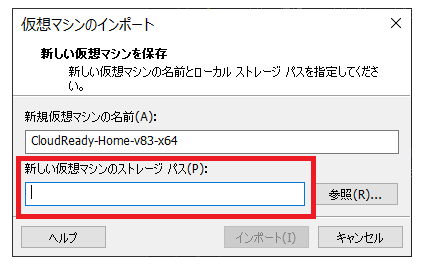 仮想マシンのインポート
新しい仮想マシンを保存
新しい仮想マシンの名前とローカル ストレージ パスを指定してくださ
い。
新規仮想マシンの名前(A):
CloudReady-Home-v83-x64
新しい仮想マシンのストレージ パス(P):
参照(R)...
ヘルプ
インポート(I)
キャンセル